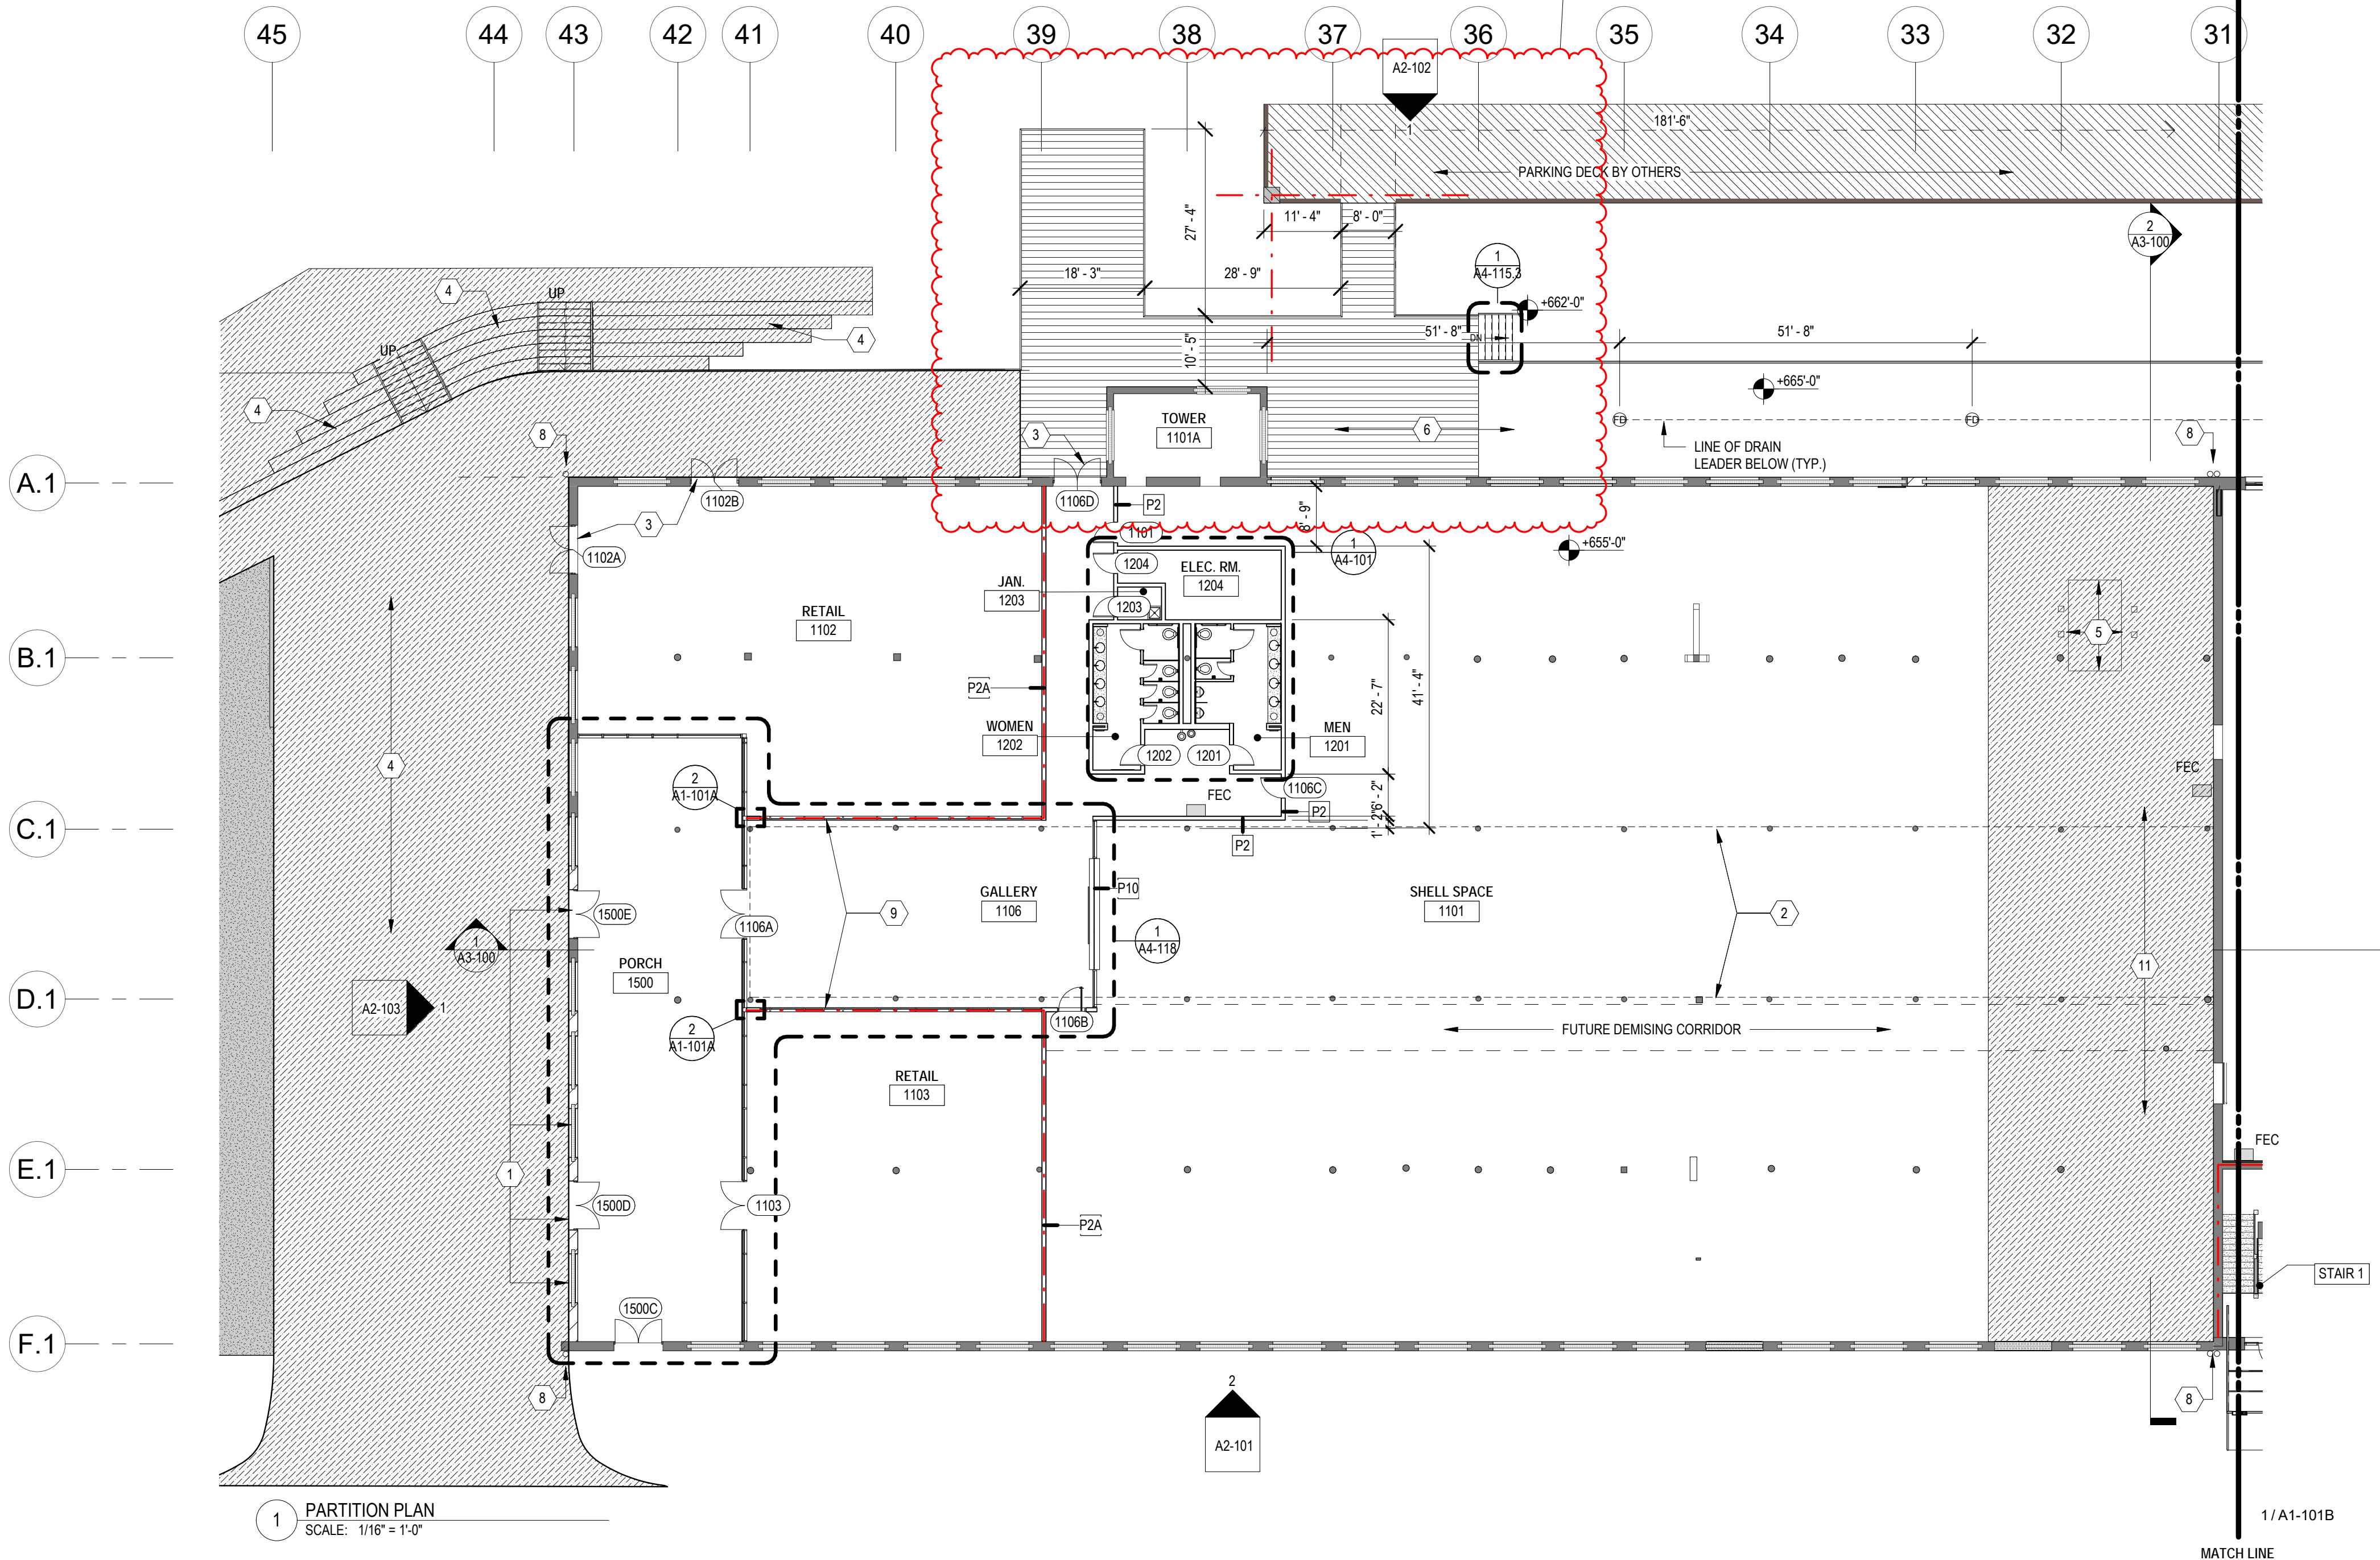 45 44 43 42 41 40 39 38 37 36 35 34 33 32 31
A2-102
1
181'-6"
PARKING DECK BY OTHERS
11' - 4"
8' - 0"
27' - 4"
2
A3-100
1
A4-115.3
18' - 3"
28' - 9"
4
UP
+662'-0"
51' - 8"
DN
51' - 8"
4
UP
10' - 5"
+665'-0"
4
TOWER
1101A
FD
FD
8
3
6
LINE OF DRAIN
LEADER BELOW (TYP.)
8
A.1
1102B
1106D
P2
3
8' - 9"
1101
1102A
1
A4-101
+655'-0"
1204
ELEC. RM.
1204
JAN.
1203
1203
RETAIL
1102
5
B.1
P2A
22' - 7"
41' - 4"
WOMEN
1202
MEN
1201
1202
1201
4
2
A1-101A
FEC
1106C
FEC
6' - 2"
P2
C.1
1' - 2"
P2
P10
GALLERY
1106
SHELL SPACE
1101
1500E
9
2
1106A
1
A3-100
1
A4-118
PORCH
1500
11
D.1
A2-103
1
1106B
2
A1-101A
FUTURE DEMISING CORRIDOR
RETAIL
1103
FEC
E.1
1
1500D
1103
P2A
STAIR 1
1500C
F.1
8
8
2
A2-101
1
PARTITION PLAN
SCALE: 1/16" = 1'-0"
1 / A1-101B
MATCH LINE